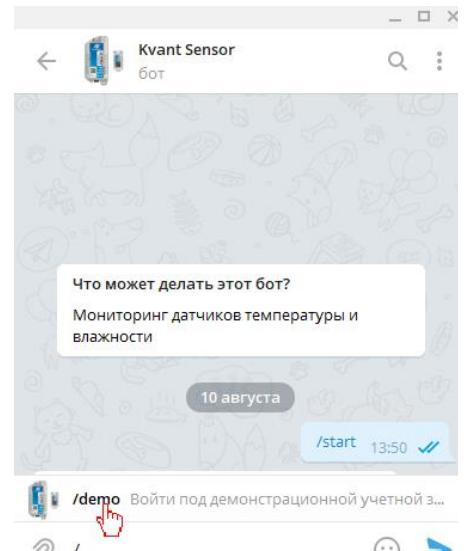 Kvant Sensor
бот
Что может делать этот бот?
Мониторинг датчиков температуры и
влажности
10 августа
/start 13:50
/demo Войти под демонстрационной учетной з...
/